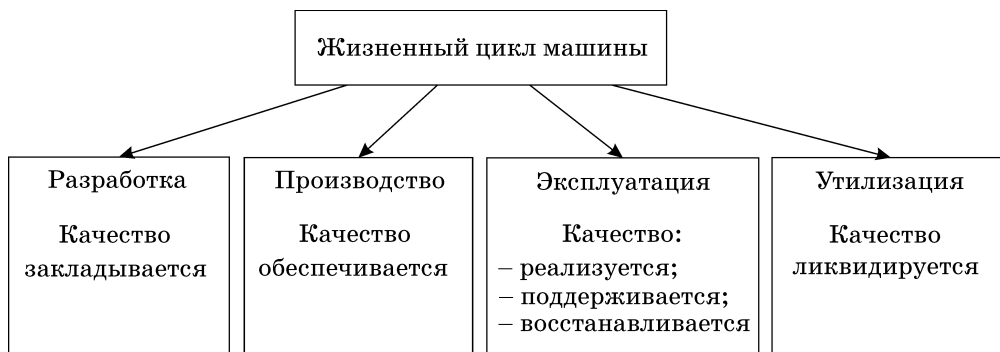 Жизненный цикл машины
Разработка
Качество
закладывается
Производство
Качество
обеспечивается
Эксплуатация
Качество:
– реализуется;
– поддерживается;
– восстанавливается
Утилизация
Качество
ликвидируется